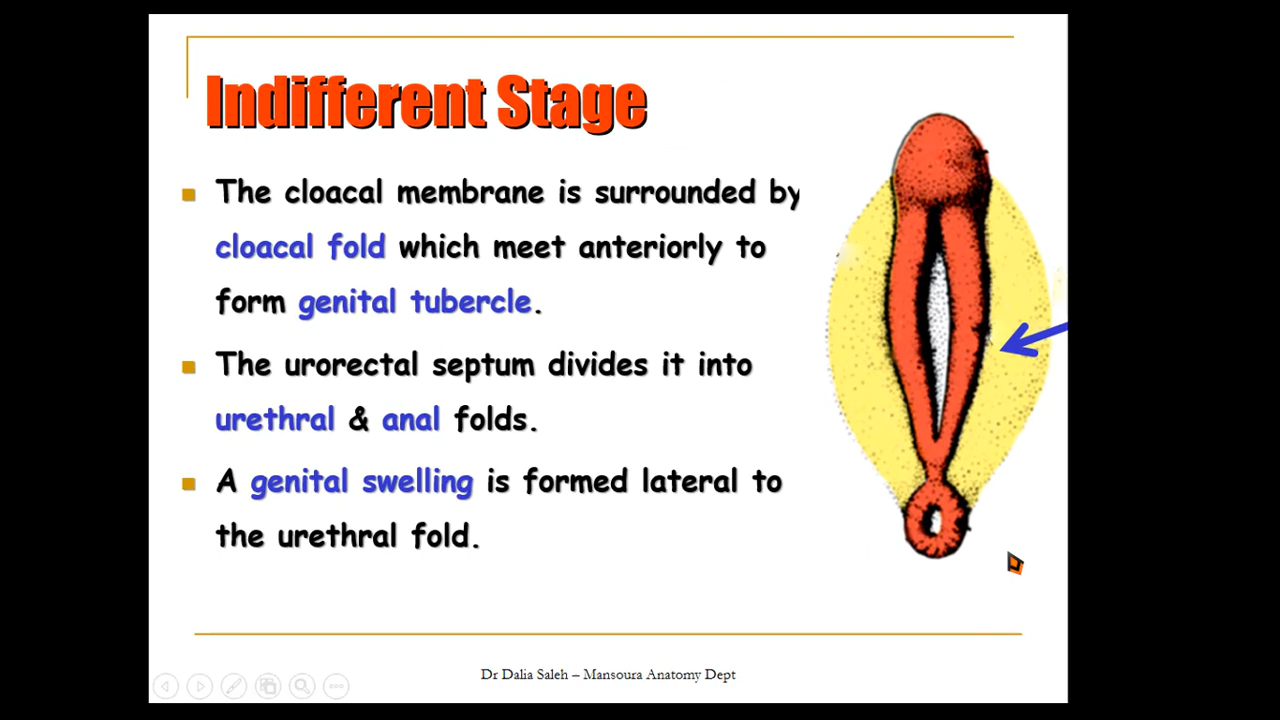 Indifferent Stage
The cloacal membrane is surrounded by
cloacal fold which meet anteriorly to
form genital tubercle.
The urorectal septum divides it into
urethral & anal folds.
A genital swelling is formed lateral to
the urethral fold.
Dr Dalia Saleh – Mansoura Anatomy Dept